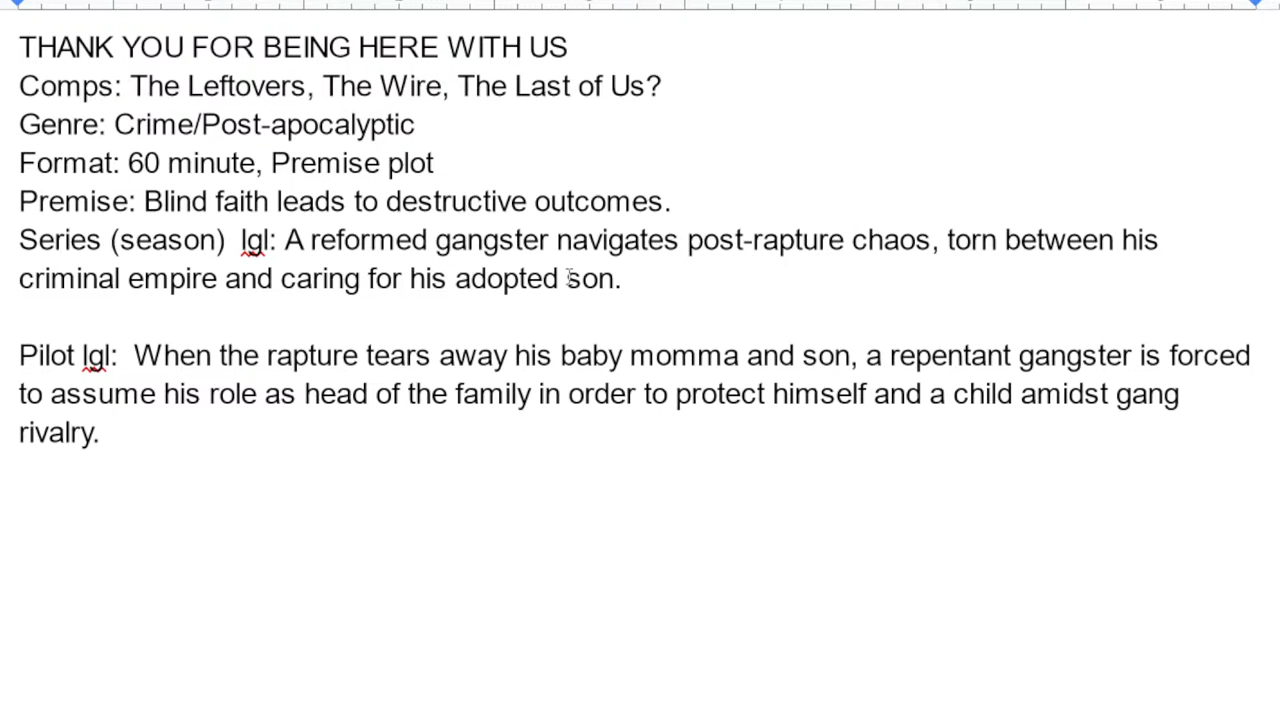 THANK YOU FOR BEING HERE WITH US
Comps: The Leftovers, The Wire, The Last of Us?
Genre: Crime/Post-apocalyptic
Format: 60 minute, Premise plot
Premise: Blind faith leads to destructive outcomes.
Series (season)  lgl: A reformed gangster navigates post-rapture chaos, torn between his
criminal empire and caring for his adopted son.
Pilot lgl:  When the rapture tears away his baby momma and son, a repentant gangster is forced
to assume his role as head of the family in order to protect himself and a child amidst gang
rivalry.